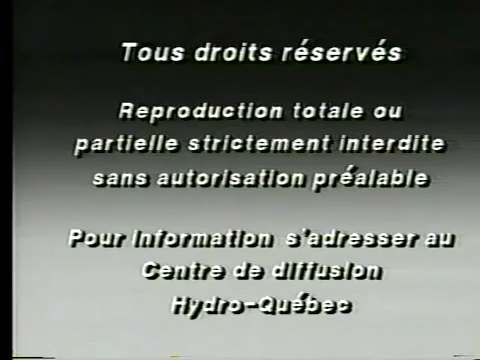 Tous droits réservés
Reproduction totale ou
partielle strictement interdite
sans autorisation préalable
Pour information s'adresser au
Centre de diffusion
Hydro-Québec